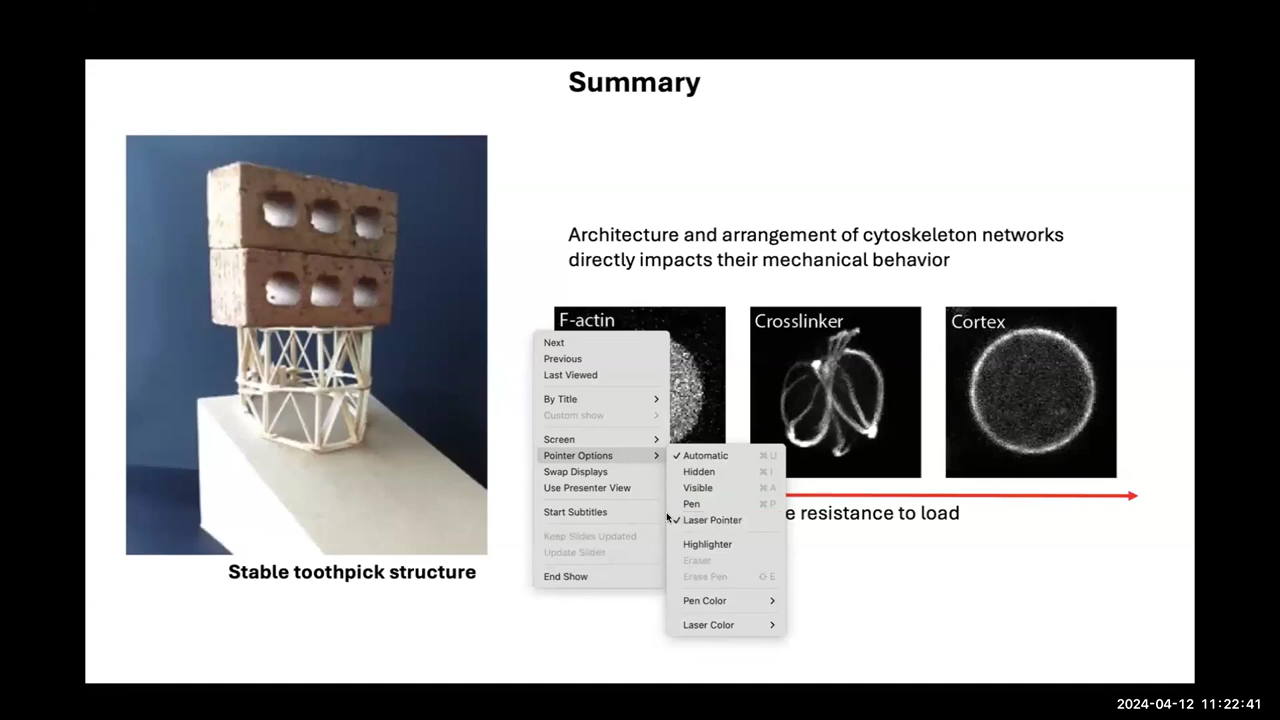 Summary
Architecture and arrangement of cytoskeleton networks
directly impacts their mechanical behavior
F-actin
Crosslinker
Cortex
Next
Previous
Last Viewed
By Title
Custom show
Screen
Pointer Options
Swap Displays
Use Presenter View
Start Subtitles
Keep Slides Updated
Update Slides
End Show
✓ Automatic ⌘ U
Hidden ⌘ I
Visible ⌘ A
Pen ⌘ P
✓ Laser Pointer
Highlighter
Eraser
Erase Pen ⇧ E
Pen Color
Laser Color
e resistance to load
Stable toothpick structure
2024-04-12 11:22:41